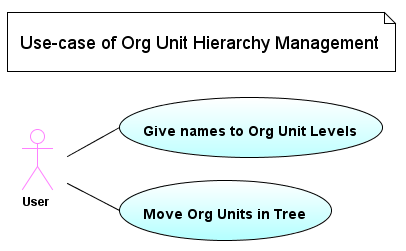 Use-case of Org Unit Hierarchy Management
Give names to Org Unit Levels
User
Move Org Units in Tree